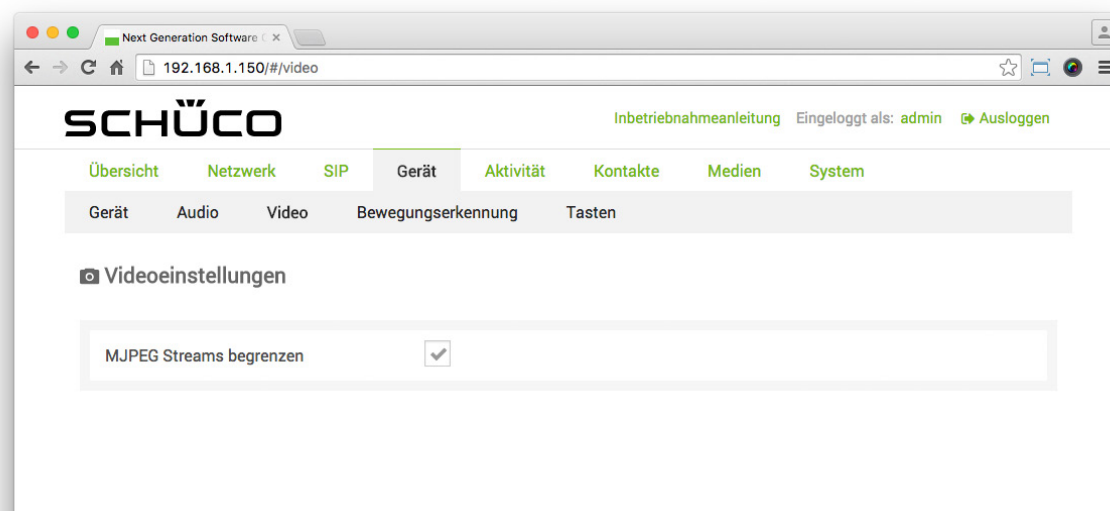 Next Generation Software
192.168.1.150/#/video
SCHÜCO
Inbetriebnahmeanleitung Eingeloggt als: admin Ausloggen
Übersicht Netzwerk SIP Gerät Aktivität Kontakte Medien System
Gerät Audio Video Bewegungserkennung Tasten
Videoeinstellungen
MJPEG Streams begrenzen